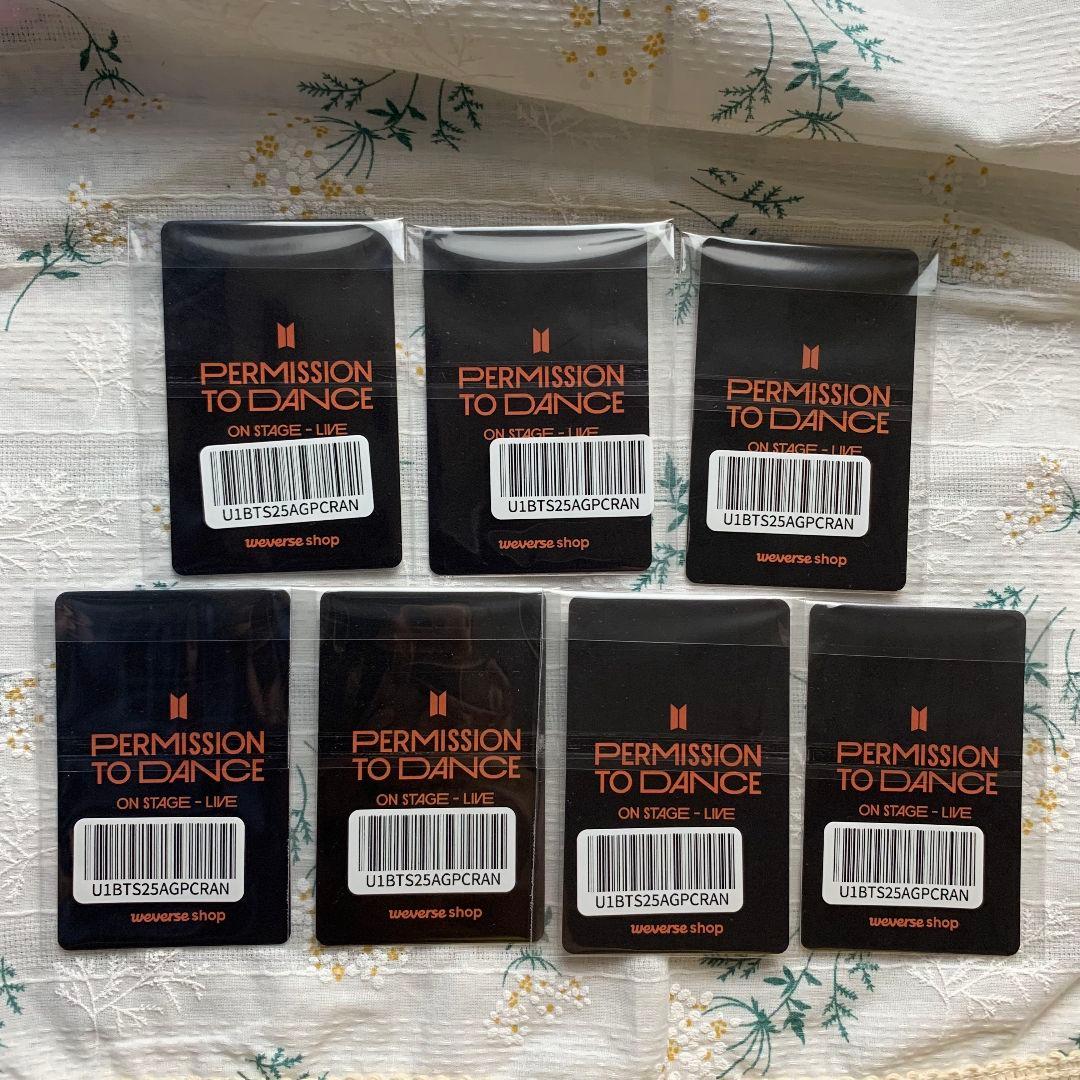 PERMISSION
TO DANCE
ON STAGE – LIVE
U1BTS25AGPCRAN
weverse shop
PERMISSION
TO DANCE
ON STAGE – LIVE
U1BTS25AGPCRAN
weverse shop
PERMISSION
TO DANCE
ON STAGE – LIVE
U1BTS25AGPCRAN
weverse shop
PERMISSION
TO DANCE
ON STAGE – LIVE
U1BTS25AGPCRAN
weverse shop
PERMISSION
TO DANCE
ON STAGE – LIVE
U1BTS25AGPCRAN
weverse shop
PERMISSION
TO DANCE
ON STAGE – LIVE
U1BTS25AGPCRAN
weverse shop
PERMISSION
TO DANCE
ON STAGE – LIVE
U1BTS25AGPCRAN
weverse shop